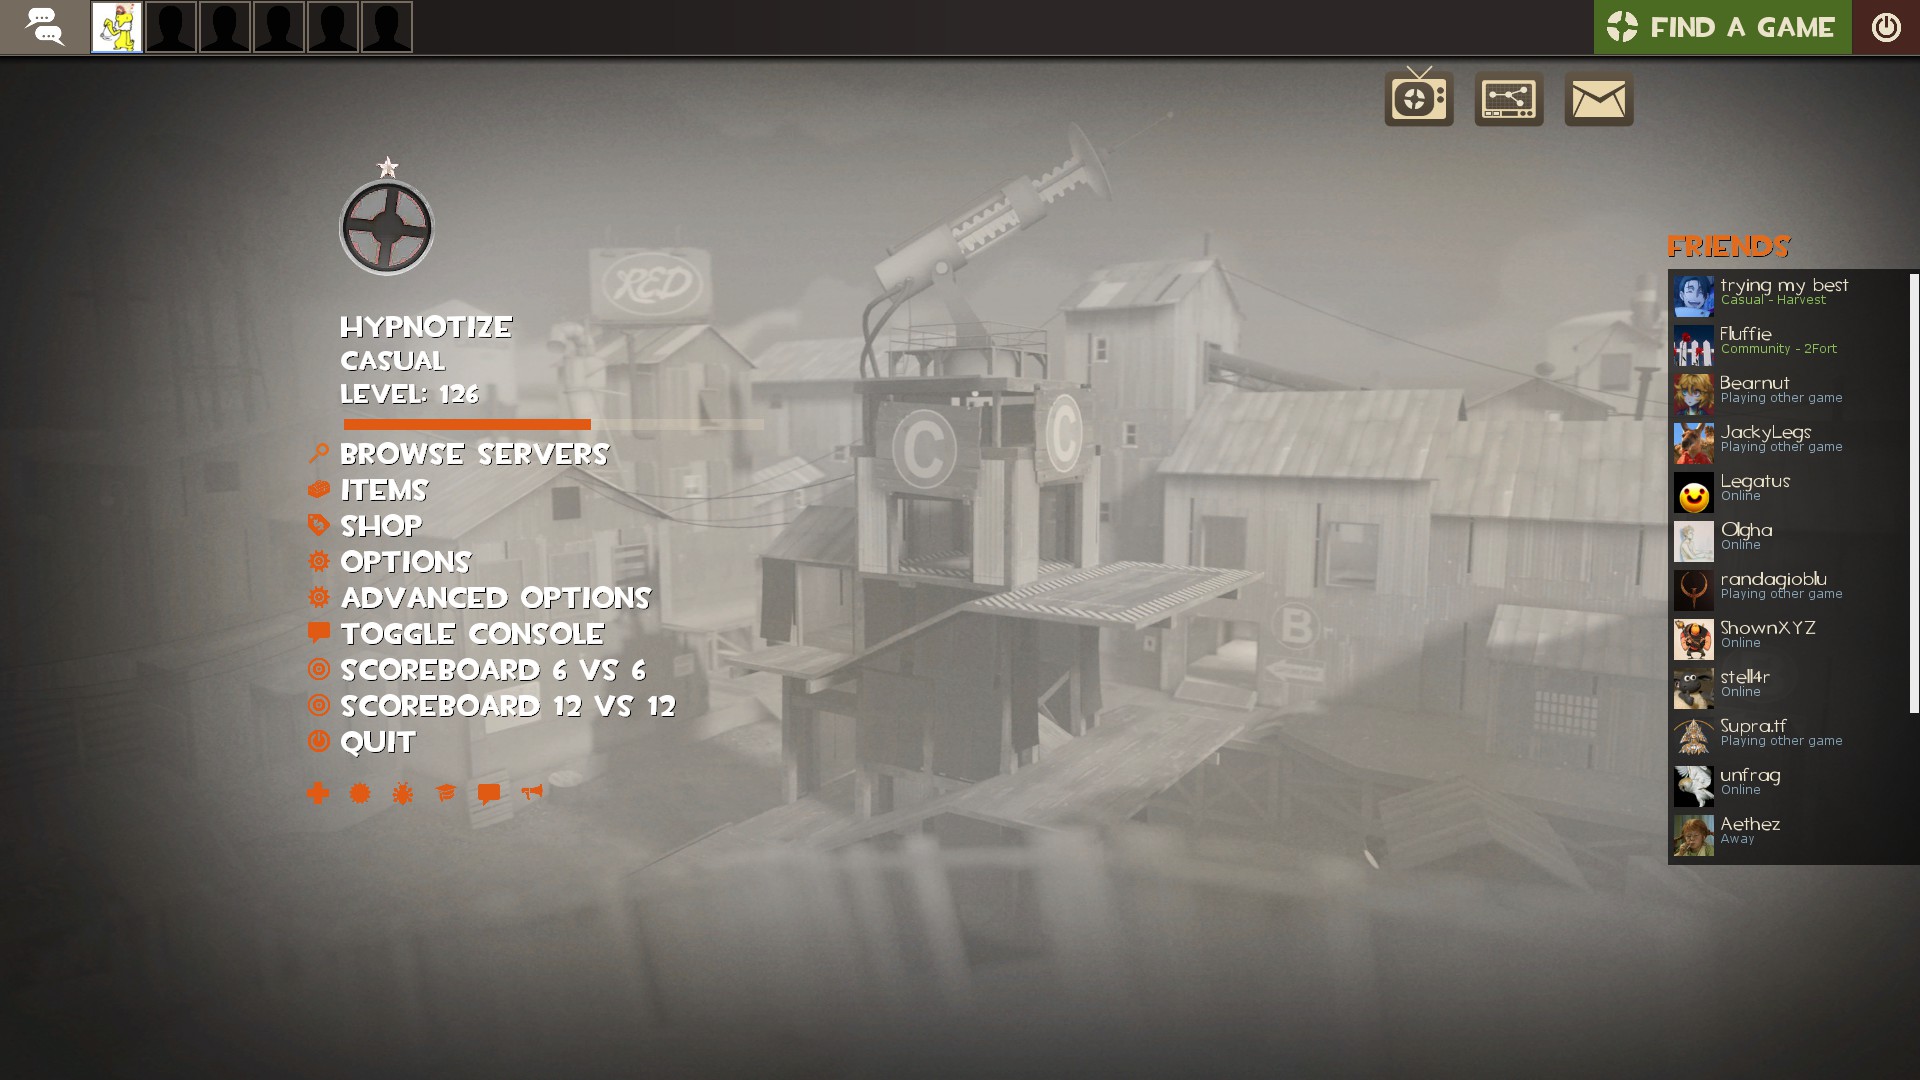 FIND A GAME
RED
HYPNOTIZE
CASUAL
LEVEL: 126
BROWSE SERVERS
ITEMS
SHOP
OPTIONS
ADVANCED OPTIONS
TOGGLE CONSOLE
SCOREBOARD 6 VS 6
SCOREBOARD 12 VS 12
QUIT
C
C
B
FRIENDS
trying my best
Casual - Harvest
Fluffie
Community - 2Fort
Bearnut
Playing other game
JackyLegs
Playing other game
Legatus
Online
Olgha
Online
randagioblu
Playing other game
ShownXYZ
Online
stell4r
Online
Supra.tf
Playing other game
unfrag
Online
Aethez
Away